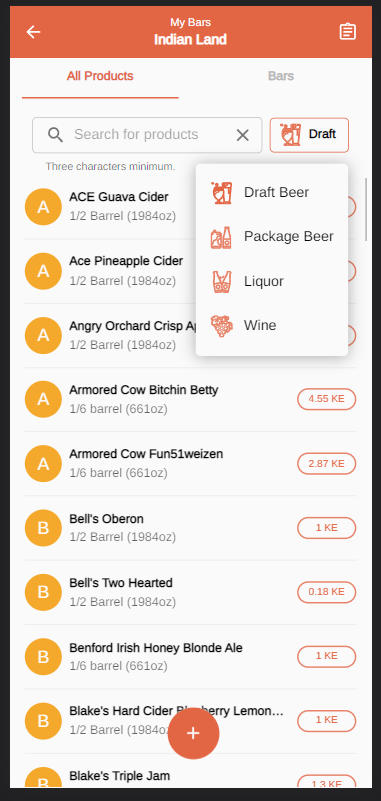 My Bars
Indian Land
All Products
Bars
Search for products
Draft
Three characters minimum.
Draft Beer
Package Beer
Liquor
Wine
A
ACE Guava Cider
1/2 Barrel (1984oz)
A
Ace Pineapple Cider
1/2 Barrel (1984oz)
A
Angry Orchard Crisp
1/2 Barrel (1984oz)
A
Armored Cow Bitchin Betty
1/6 barrel (661oz)
4.55 KE
A
Armored Cow Fun51weizen
1/6 barrel (661oz)
2.87 KE
B
Bell's Oberon
1/2 Barrel (1984oz)
1 KE
B
Bell's Two Hearted
1/2 Barrel (1984oz)
0.18 KE
B
Benford Irish Honey Blonde Ale
1/6 barrel (661oz)
1 KE
B
Blake's Hard Cider Lemon...
1/2 Barrel (1984oz)
1 KE
+
B
Blake's Triple Jam
1.3 KE